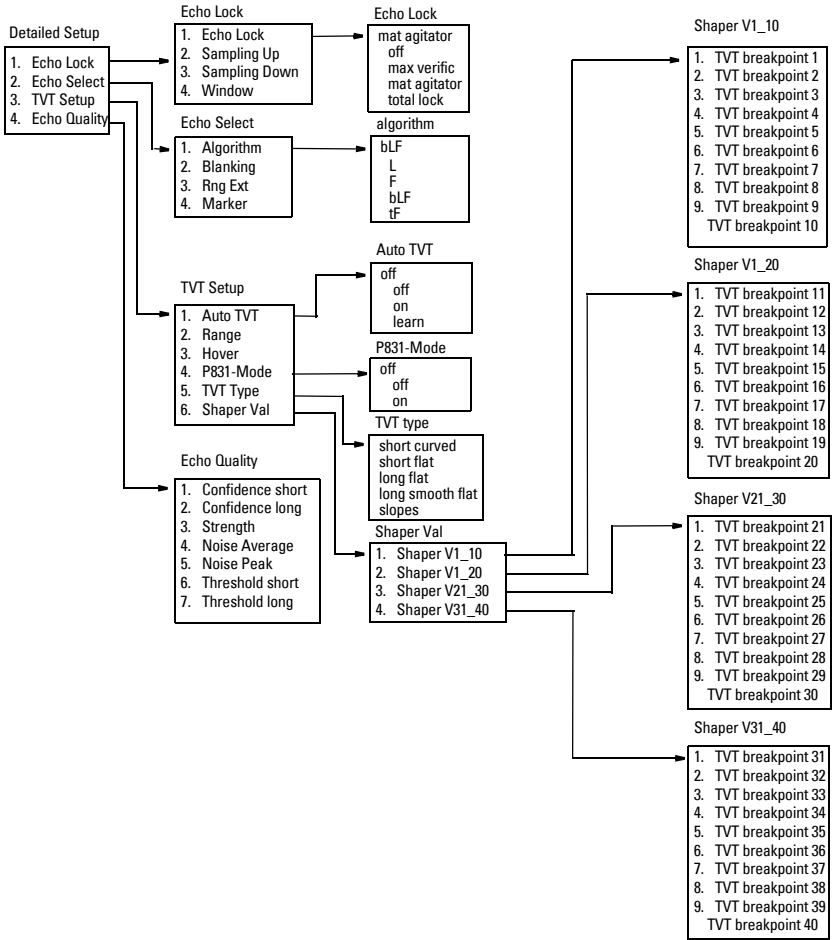 Detailed Setup
1. Echo Lock
2. Echo Select
3. TVT Setup
4. Echo Quality
Echo Lock
1. Echo Lock
2. Sampling Up
3. Sampling Down
4. Window
Echo Lock
mat agitator
off
max verific
mat agitator
total lock
Echo Select
1. Algorithm
2. Blanking
3. Rng Ext
4. Marker
algorithm
bLF
L
F
bLF
tF
TVT Setup
1. Auto TVT
2. Range
3. Hover
4. P831-Mode
5. TVT Type
6. Shaper Val
Auto TVT
off
off
on
learn
P831-Mode
off
off
on
TVT type
short curved
short flat
long flat
long smooth flat
slopes
Echo Quality
1. Confidence short
2. Confidence long
3. Strength
4. Noise Average
5. Noise Peak
6. Threshold short
7. Threshold long
Shaper Val
1. Shaper V1_10
2. Shaper V1_20
3. Shaper V21_30
4. Shaper V31_40
Shaper V1_10
1. TVT breakpoint 1
2. TVT breakpoint 2
3. TVT breakpoint 3
4. TVT breakpoint 4
5. TVT breakpoint 5
6. TVT breakpoint 6
7. TVT breakpoint 7
8. TVT breakpoint 8
9. TVT breakpoint 9
TVT breakpoint 10
Shaper V1_20
1. TVT breakpoint 11
2. TVT breakpoint 12
3. TVT breakpoint 13
4. TVT breakpoint 14
5. TVT breakpoint 15
6. TVT breakpoint 16
7. TVT breakpoint 17
8. TVT breakpoint 18
9. TVT breakpoint 19
TVT breakpoint 20
Shaper V21_30
1. TVT breakpoint 21
2. TVT breakpoint 22
3. TVT breakpoint 23
4. TVT breakpoint 24
5. TVT breakpoint 25
6. TVT breakpoint 26
7. TVT breakpoint 27
8. TVT breakpoint 28
9. TVT breakpoint 29
TVT breakpoint 30
Shaper V31_40
1. TVT breakpoint 31
2. TVT breakpoint 32
3. TVT breakpoint 33
4. TVT breakpoint 34
5. TVT breakpoint 35
6. TVT breakpoint 36
7. TVT breakpoint 37
8. TVT breakpoint 38
9. TVT breakpoint 39
TVT breakpoint 40